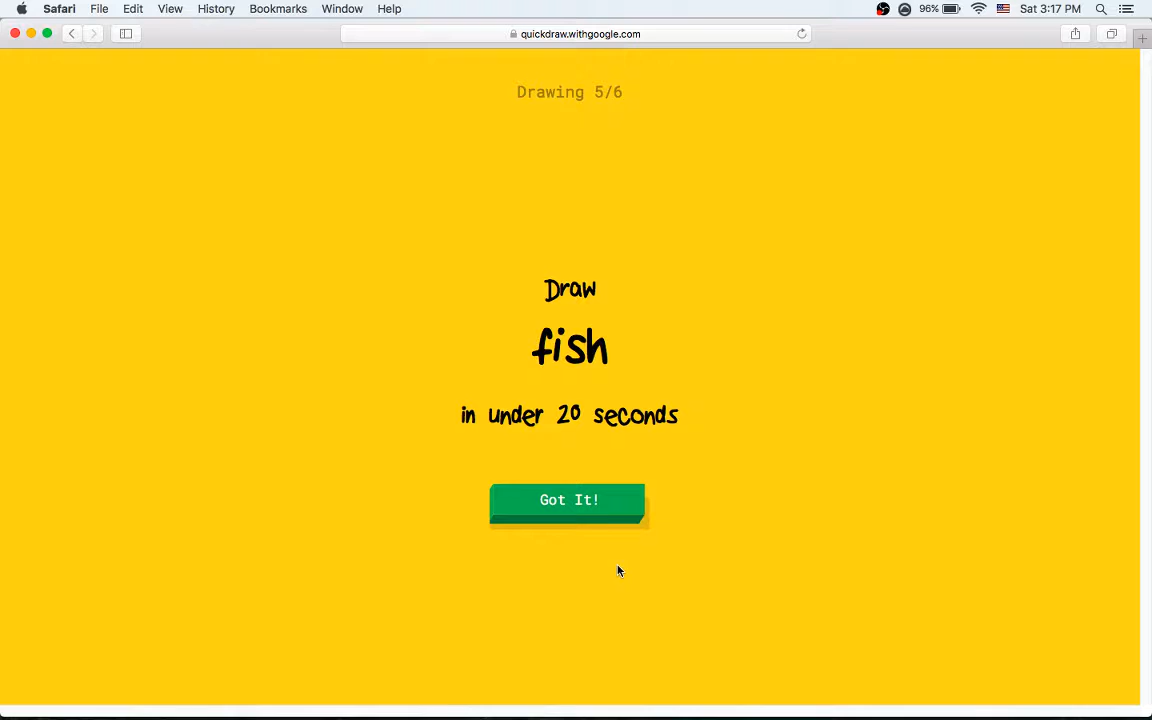 Safari File Edit View History Bookmarks Window Help 96% Sat 3:17 PM
quickdraw.withgoogle.com
Drawing 5/6
Draw
fish
in under 20 seconds
Got It!